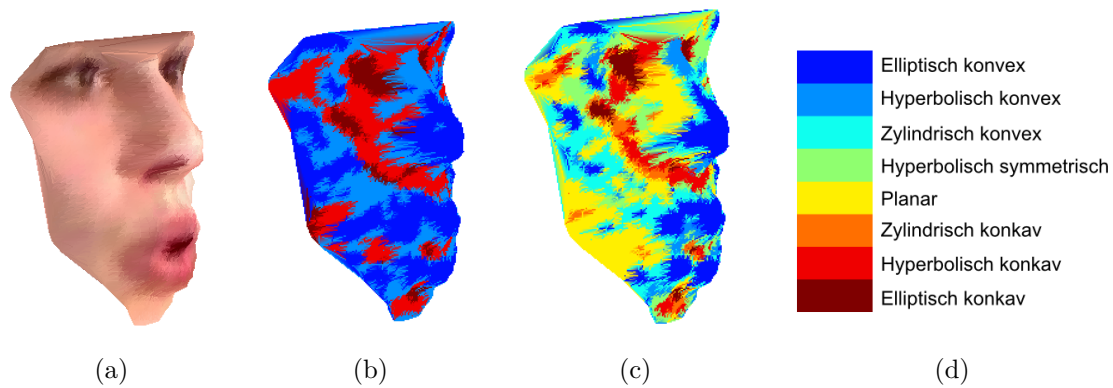 Elliptisch konvex
Hyperbolisch konvex
Zylindrisch konvex
Hyperbolisch symmetrisch
Planar
Zylindrisch konkav
Hyperbolisch konkav
Elliptisch konkav
(a) (b) (c) (d)